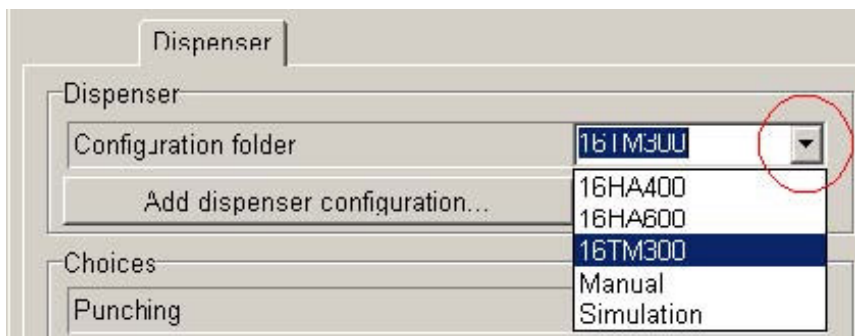 Dispenser
Dispenser
Configuration folder 16TM300
Add dispenser configuration...
16HA400
16HA600
16TM300
Manual
Simulation
Choices
Punching